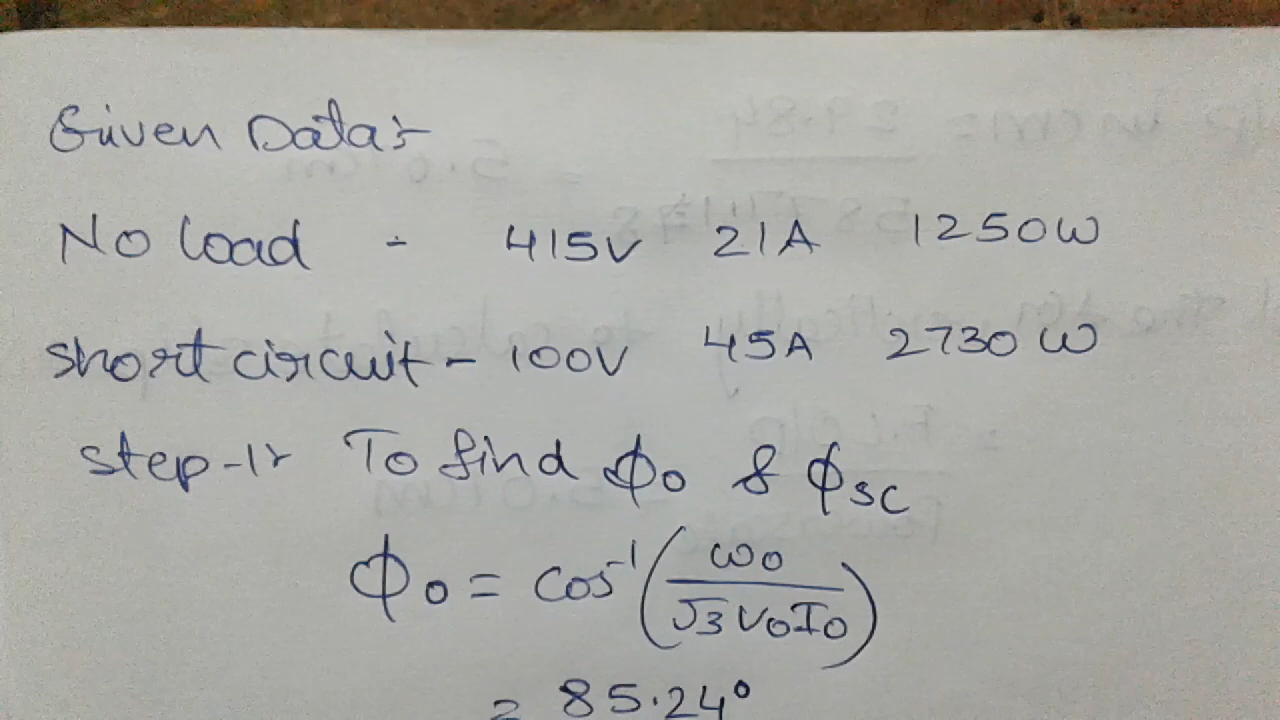 Given Data:-
No load - 415V 21A 1250W
short circuit - 100V 45A 2730W
step-1:- To find ϕ0 & ϕsc
ϕ0 = cos⁻¹(W0/√3V0I0)
= 85.24°